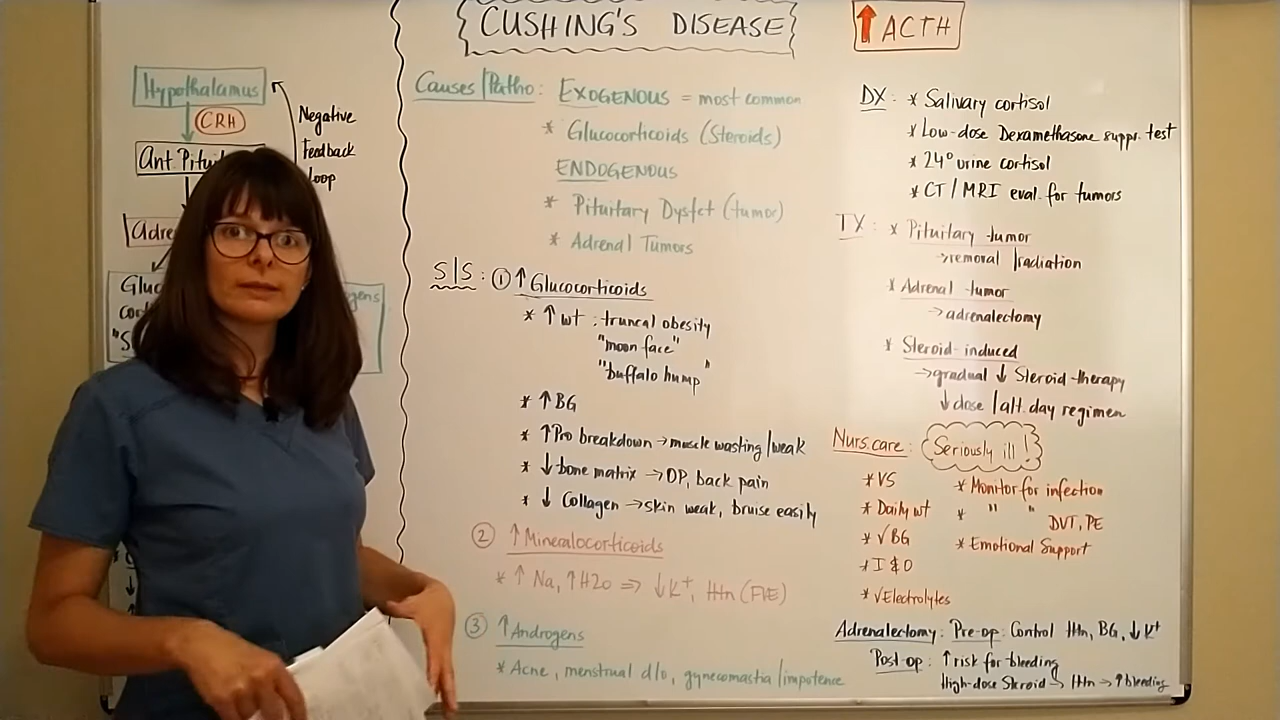 CUSHING'S DISEASE
↑ ACTH
Hypothalamus
CRH
Negative
Feedback
Loop
Ant. Pituit
Adre
Gluc
cor
"S
gens
Causes/Patho: EXOGENOUS = most common
* Glucocorticoids (Steroids)
ENDOGENOUS
* Pituitary Dysfct (tumor)
* Adrenal Tumors
S/S: ① ↑ Glucocorticoids
* ↑ wt : truncal obesity
"moon face"
"buffalo hump"
* ↑ BG
* ↑ Pro breakdown → muscle wasting/weak
* ↓ bone matrix → OP, back pain
* ↓ Collagen → skin weak, bruise easily
② ↑ Mineralocorticoids
* ↑ Na, ↑ H2O ⇒ ↓ K+, Htn (FVE)
③ ↑ Androgens
* Acne, menstrual d/o, gynecomastia/impotence
DX: * Salivary cortisol
* Low-dose Dexamethasone suppr. test
* 24° urine cortisol
* CT/MRI eval. for tumors
TX: * Pituitary tumor
→ removal/radiation
* Adrenal tumor
→ adrenalectomy
* Steroid-induced
→ gradual ↓ Steroid therapy
↓ dose/alt. day regimen
Nurs. care: Seriously ill!
* VS
* Daily wt
* √ BG
* I & O
* √ Electrolytes
* Monitor for infection
* " " DVT, PE
* Emotional Support
Adrenalectomy: Pre-op: Control Htn, BG, ↓ K+
Post-op: ↑ risk for bleeding
High-dose Steroid → Htn → ↑ bleeding